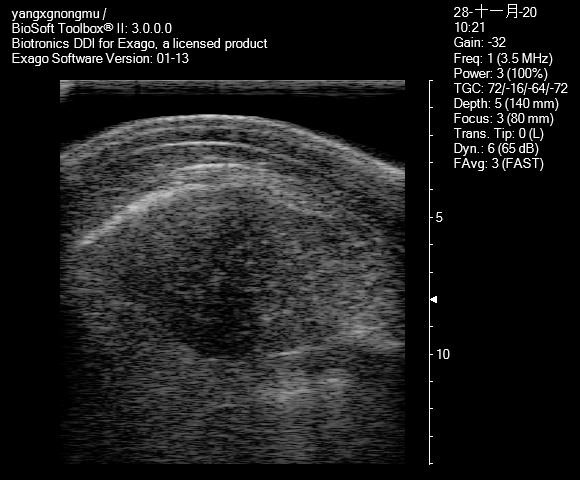 yangxgnongmu /
BioSoft Toolbox® II: 3.0.0.0
Biotronics DDI for Exago, a licensed product
Exago Software Version: 01-13
28-十一月-20
10:21
Gain: -32
Freq: 1 (3.5 MHz)
Power: 3 (100%)
TGC: 72/-16/-64/-72
Depth: 5 (140 mm)
Focus: 3 (80 mm)
Trans. Tip: 0 (L)
Dyn.: 6 (65 dB)
FAvg: 3 (FAST)
5
10